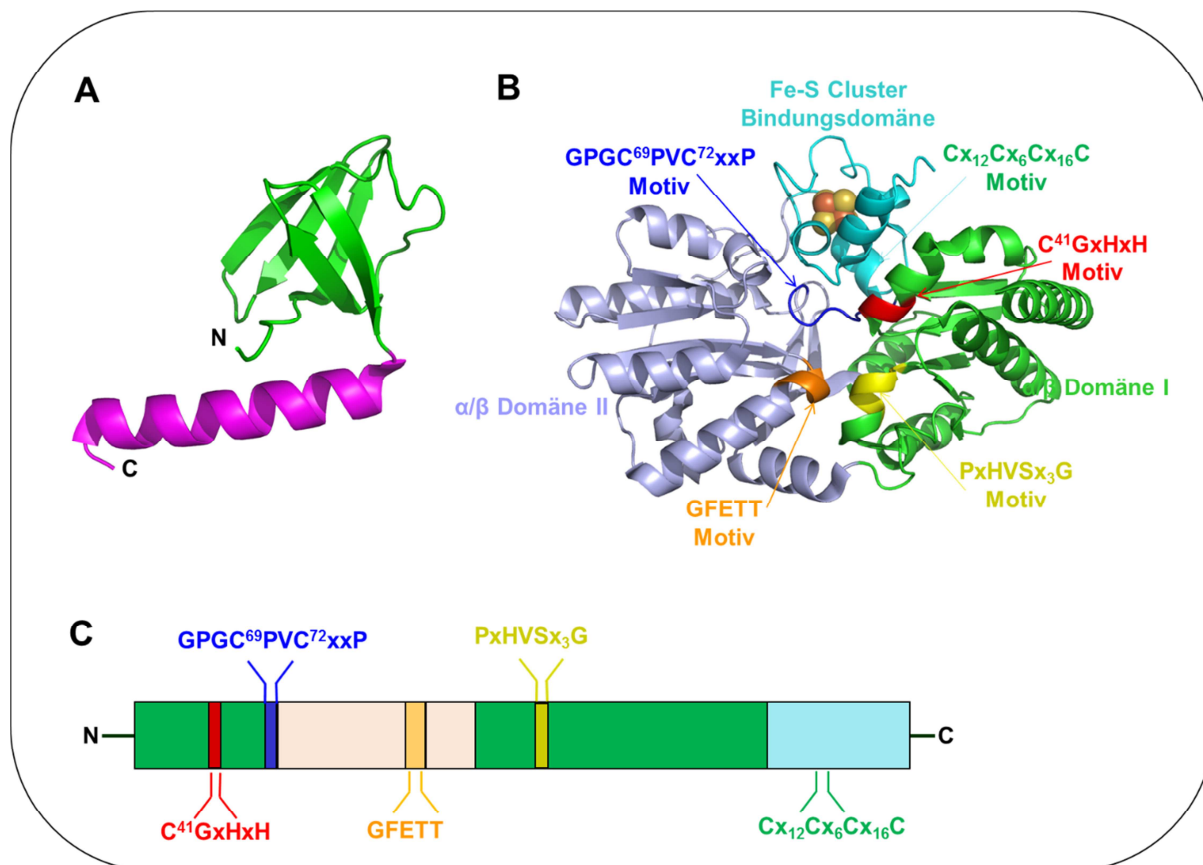 A
N
C
B
Fe-S Cluster
Bindungsdomäne
GPGC⁶⁹PVC⁷²xxP
Motiv
Cx₁₂Cx₆Cx₁₆C
Motiv
C⁴¹GxHxH
Motiv
α/β Domäne II
α/β Domäne I
GFETT
Motiv
PxHVSx₃G
Motiv
C
GPGC⁶⁹PVC⁷²xxP
PxHVSx₃G
N
C
C⁴¹GxHxH
GFETT
Cx₁₂Cx₆Cx₁₆C